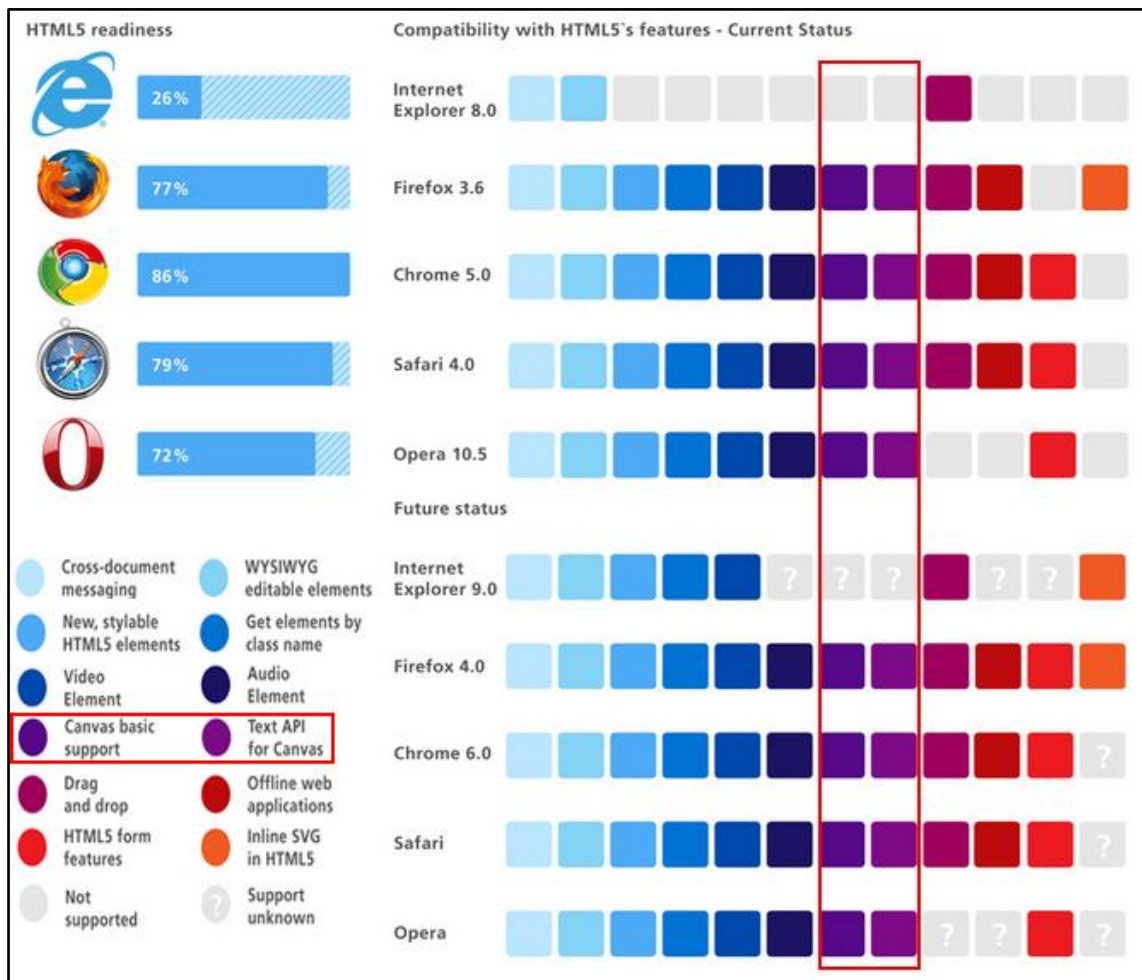 HTML5 readiness
26%
77%
86%
79%
72%
Compatibility with HTML5`s features - Current Status
Internet
Explorer 8.0
Firefox 3.6
Chrome 5.0
Safari 4.0
Opera 10.5
Future status
Internet
Explorer 9.0
? ? ? ? ?
Firefox 4.0
Chrome 6.0
?
Safari
?
Opera
? ? ?
Cross-document
messaging
WYSIWYG
editable elements
New, stylable
HTML5 elements
Get elements by
class name
Video
Element
Audio
Element
Canvas basic
support
Text API
for Canvas
Drag
and drop
Offline web
applications
HTML5 form
features
Inline SVG
in HTML5
Not
supported
?
Support
unknown